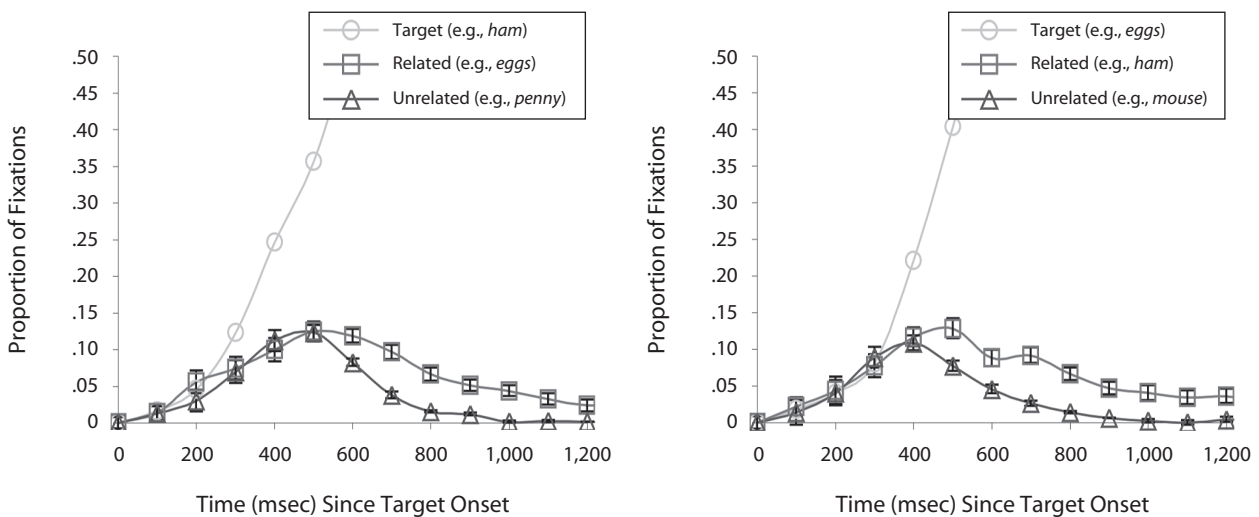 Target (e.g., ham)
Related (e.g., eggs)
Unrelated (e.g., penny)
.50
.45
.40
.35
.30
.25
.20
.15
.10
.05
0
Proportion of Fixations
0 200 400 600 800 1,000 1,200
Time (msec) Since Target Onset
Target (e.g., eggs)
Related (e.g., ham)
Unrelated (e.g., mouse)
.50
.45
.40
.35
.30
.25
.20
.15
.10
.05
0
Proportion of Fixations
0 200 400 600 800 1,000 1,200
Time (msec) Since Target Onset